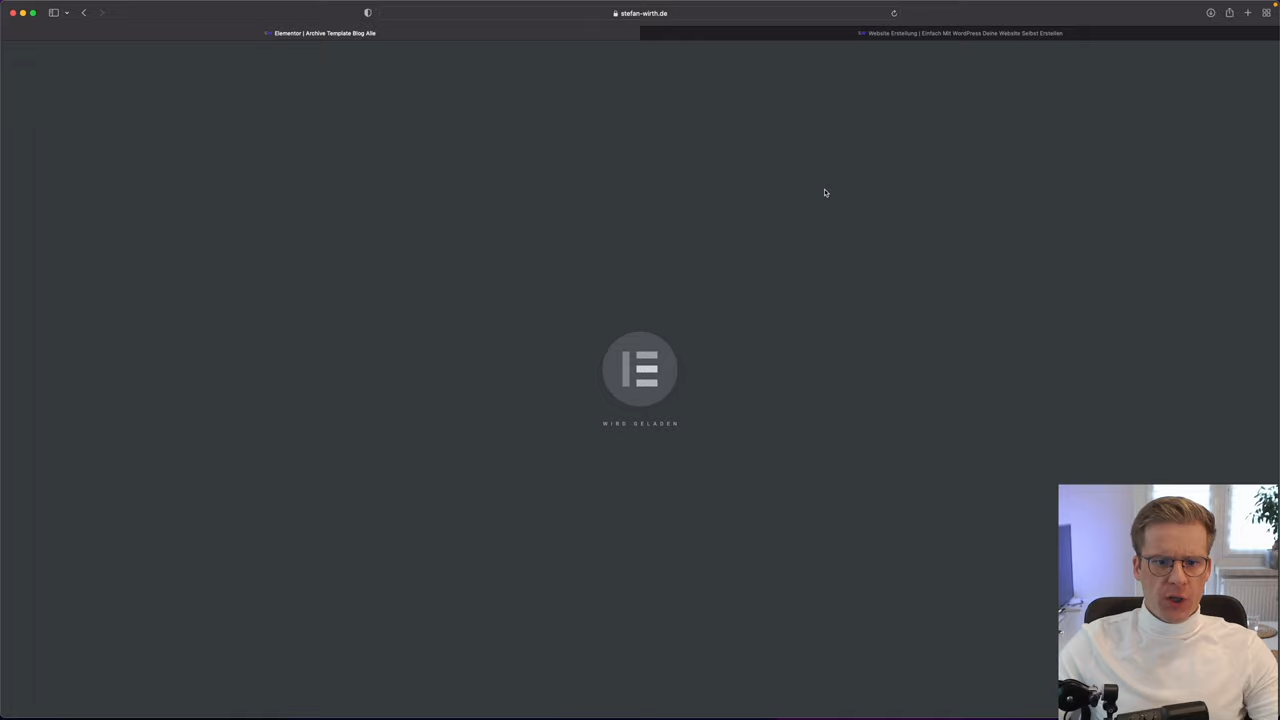 stefan-wirth.de
Elementor | Archive Template Blog Alle
Website Erstellung | Einfach Mit WordPress Deine Website Selbst Erstellen
WIRD GELADEN